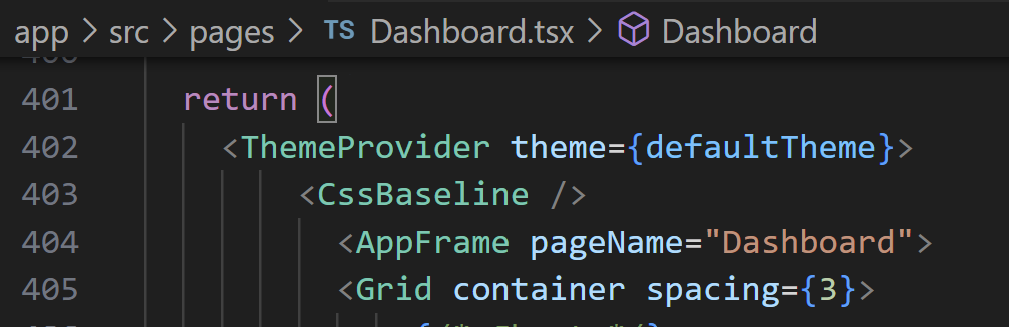 app > src > pages > TS Dashboard.tsx > Dashboard
401 return (
402 <ThemeProvider theme={defaultTheme}>
403 <CssBaseline />
404 <AppFrame pageName="Dashboard">
405 <Grid container spacing={3}>